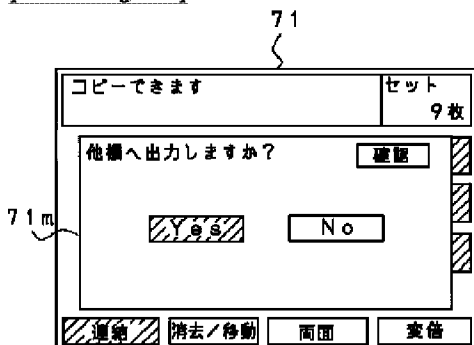 71
コピーできます
セット
9枚
他機へ出力しますか?
確認
71m
Yes
No
連結
消去/移動
両面
変倍